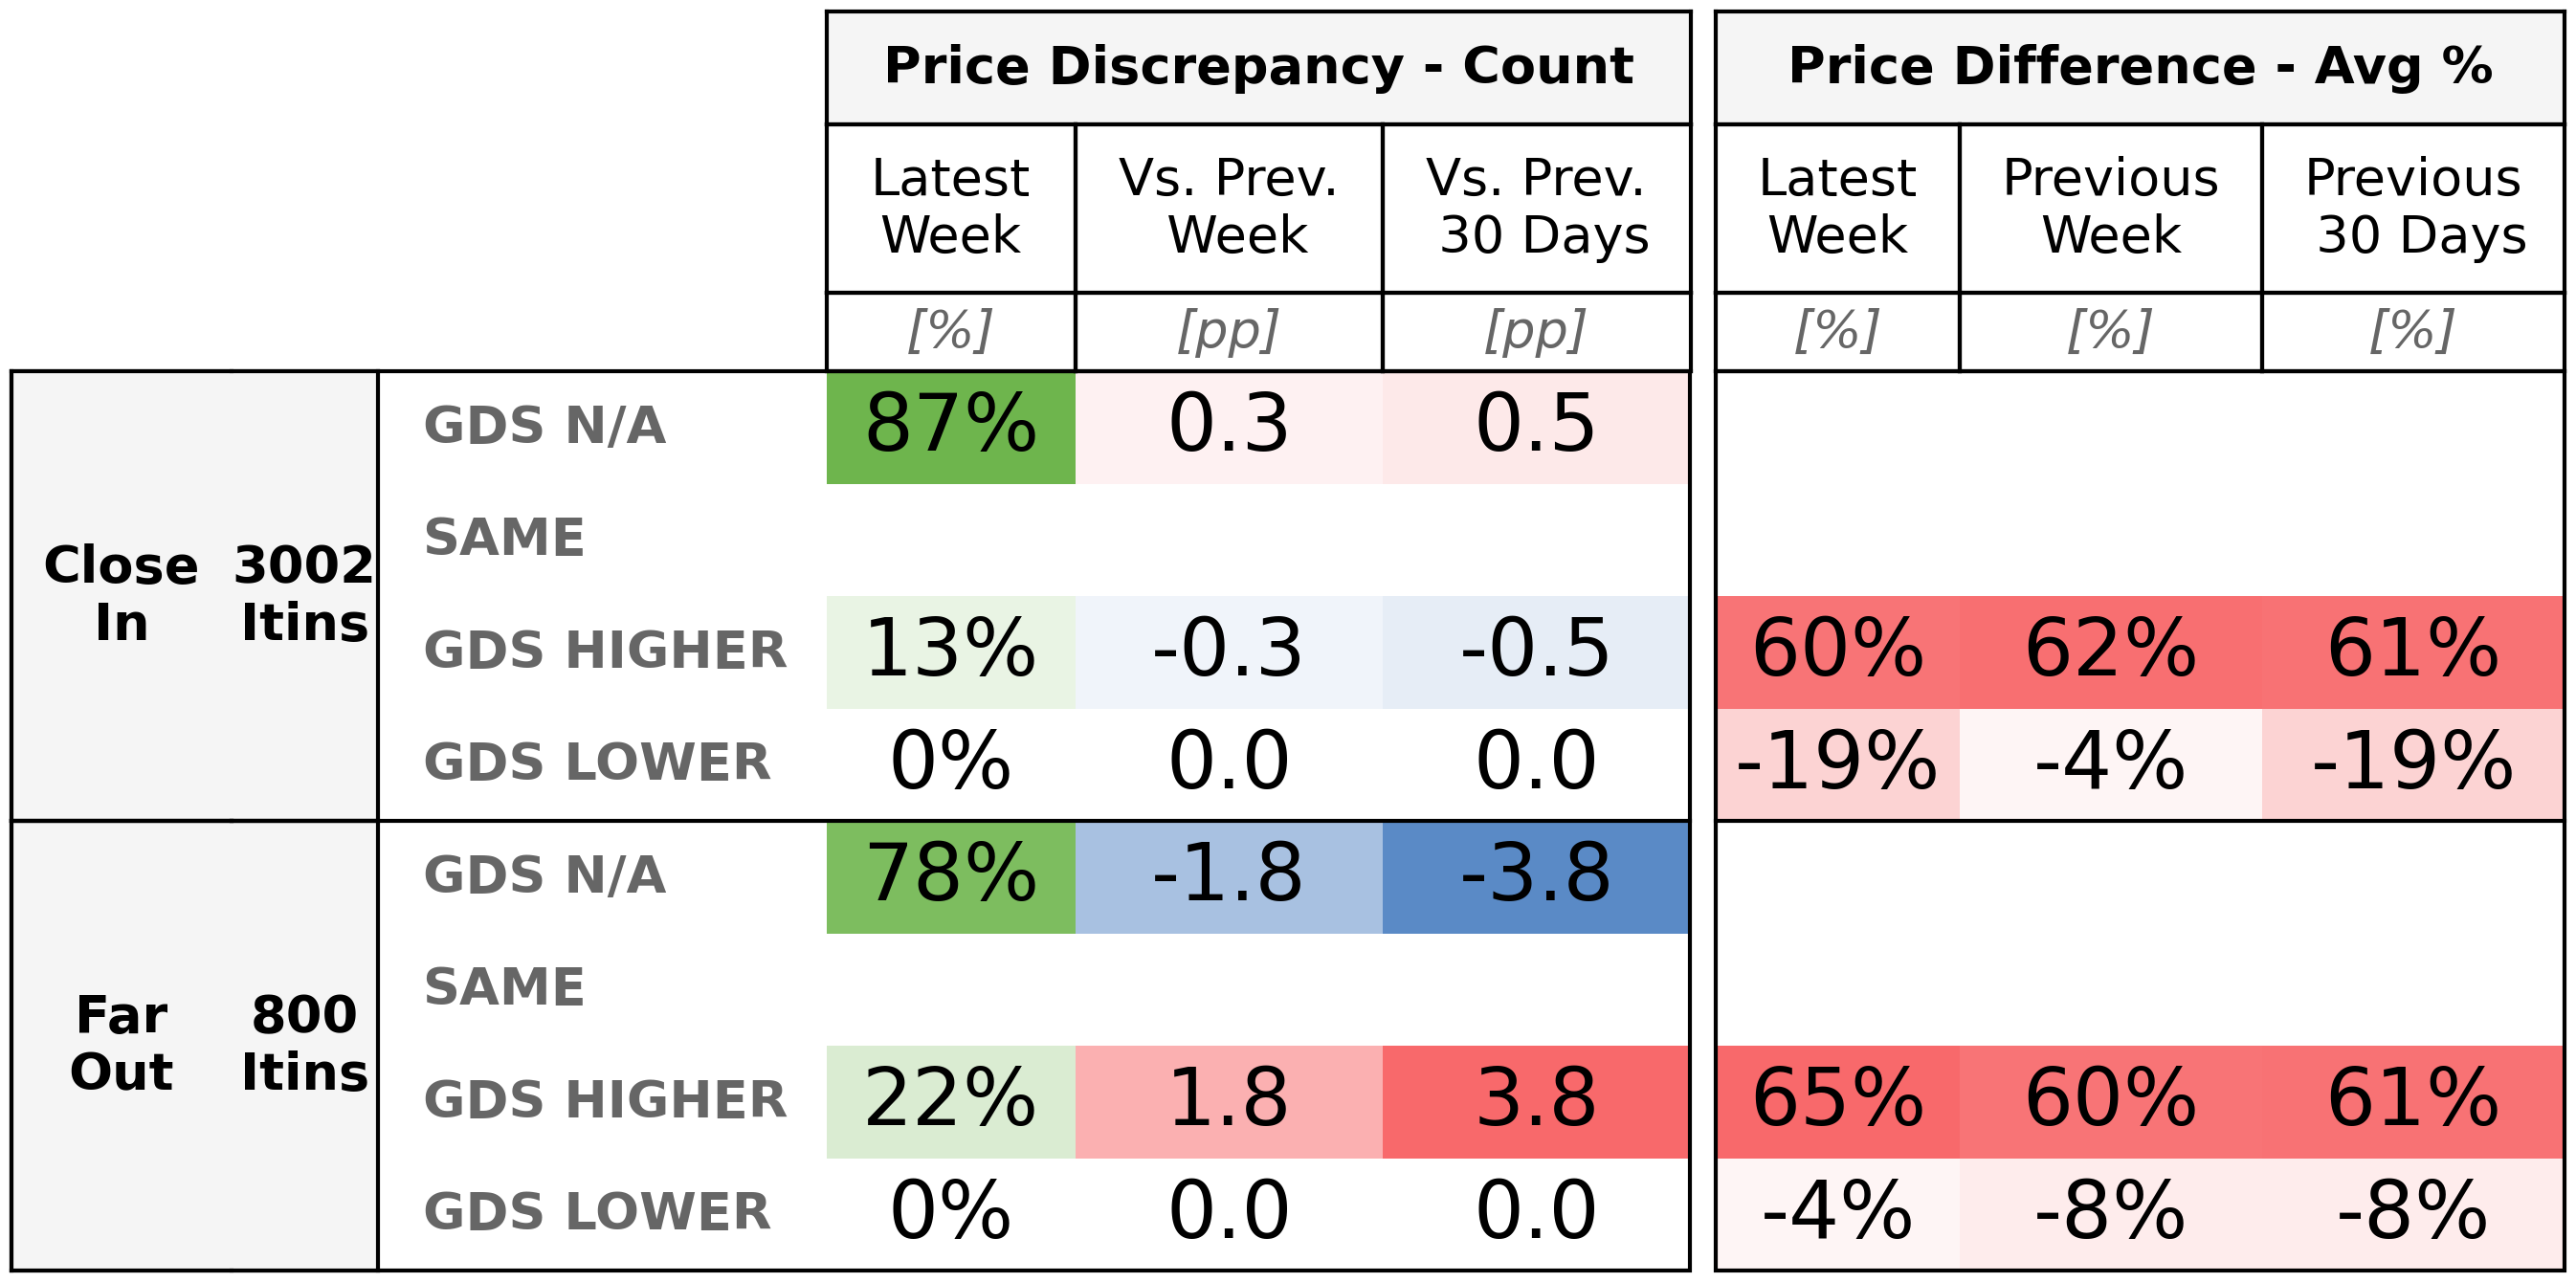 Price Discrepancy - Count Price Difference - Avg %
Latest Week Vs. Prev. Week Vs. Prev. 30 Days Latest Week Previous Week Previous 30 Days
[%] [pp] [pp] [%] [%] [%]
Close In 3002 Itins
GDS N/A 87% 0.3 0.5
SAME
GDS HIGHER 13% -0.3 -0.5 60% 62% 61%
GDS LOWER 0% 0.0 0.0 -19% -4% -19%
Far Out 800 Itins
GDS N/A 78% -1.8 -3.8
SAME
GDS HIGHER 22% 1.8 3.8 65% 60% 61%
GDS LOWER 0% 0.0 0.0 -4% -8% -8%